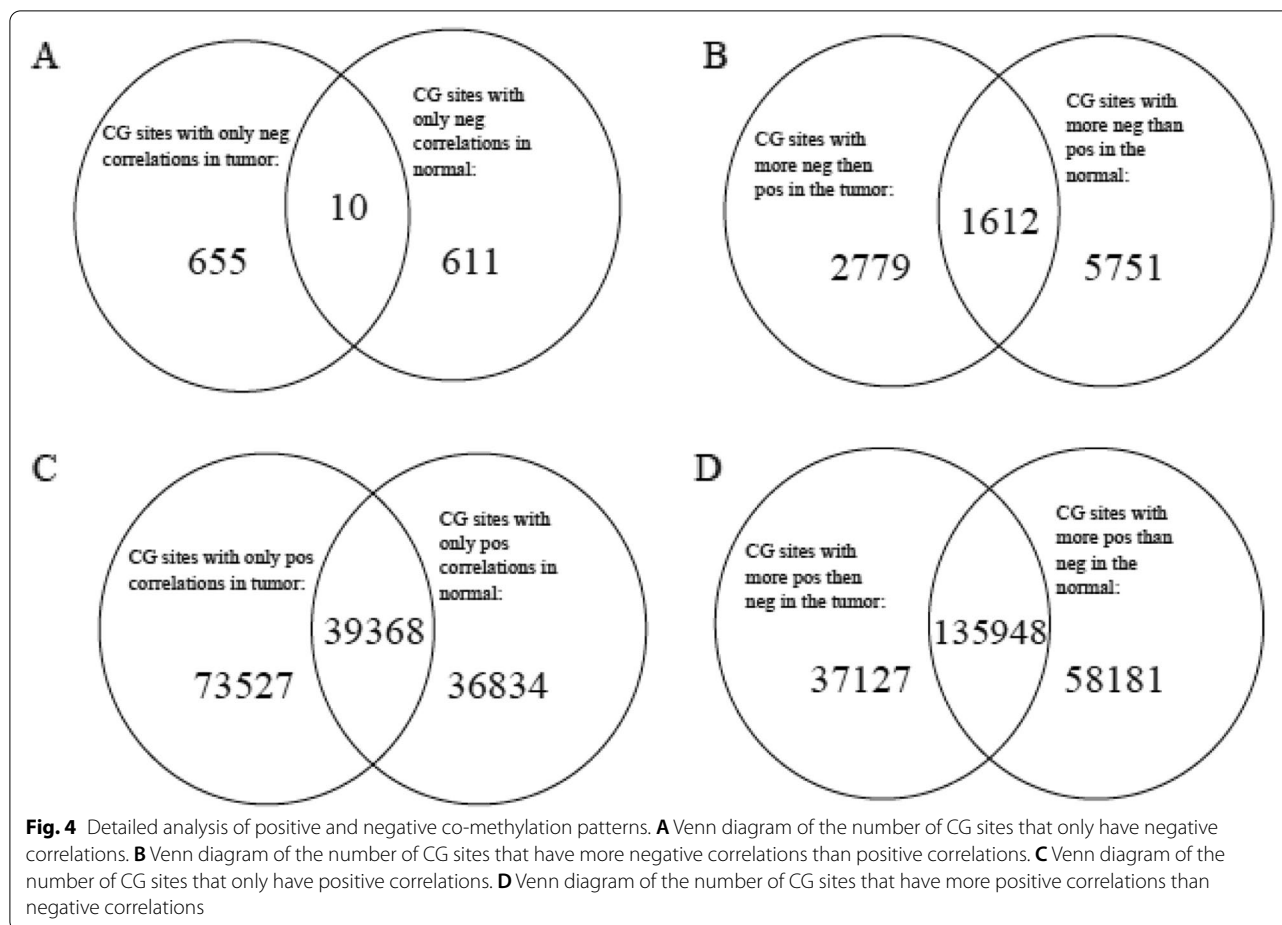 A
CG sites with only neg
correlations in tumor:
655
10
CG sites with
only neg
correlations in
normal:
611
B
CG sites with
more neg then
pos in the tumor:
2779
1612
CG sites with
more neg than
pos in the
normal:
5751
C
CG sites with only pos
correlations in tumor:
73527
39368
CG sites with
only pos
correlations in
normal:
36834
D
CG sites with
more pos then
neg in the tumor:
37127
135948
CG sites with
more pos than
neg in the
normal:
58181
Fig. 4 Detailed analysis of positive and negative co-methylation patterns. A Venn diagram of the number of CG sites that only have negative
correlations. B Venn diagram of the number of CG sites that have more negative correlations than positive correlations. C Venn diagram of the
number of CG sites that only have positive correlations. D Venn diagram of the number of CG sites that have more positive correlations than
negative correlations